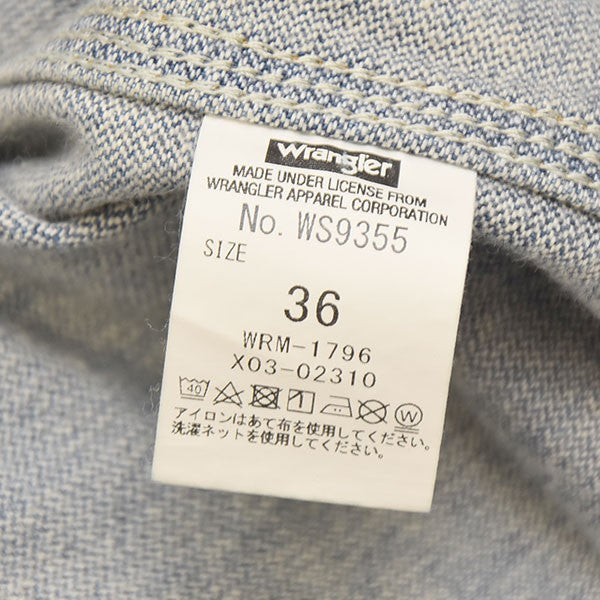 Wrangler
MADE UNDER LICENSE FROM
WRANGLER APPAREL CORPORATION
No. WS9355
SIZE
36
WRM-1796
X03-02310
40 W
アイロンはあて布を使用してください。
洗濯ネットを使用してください。